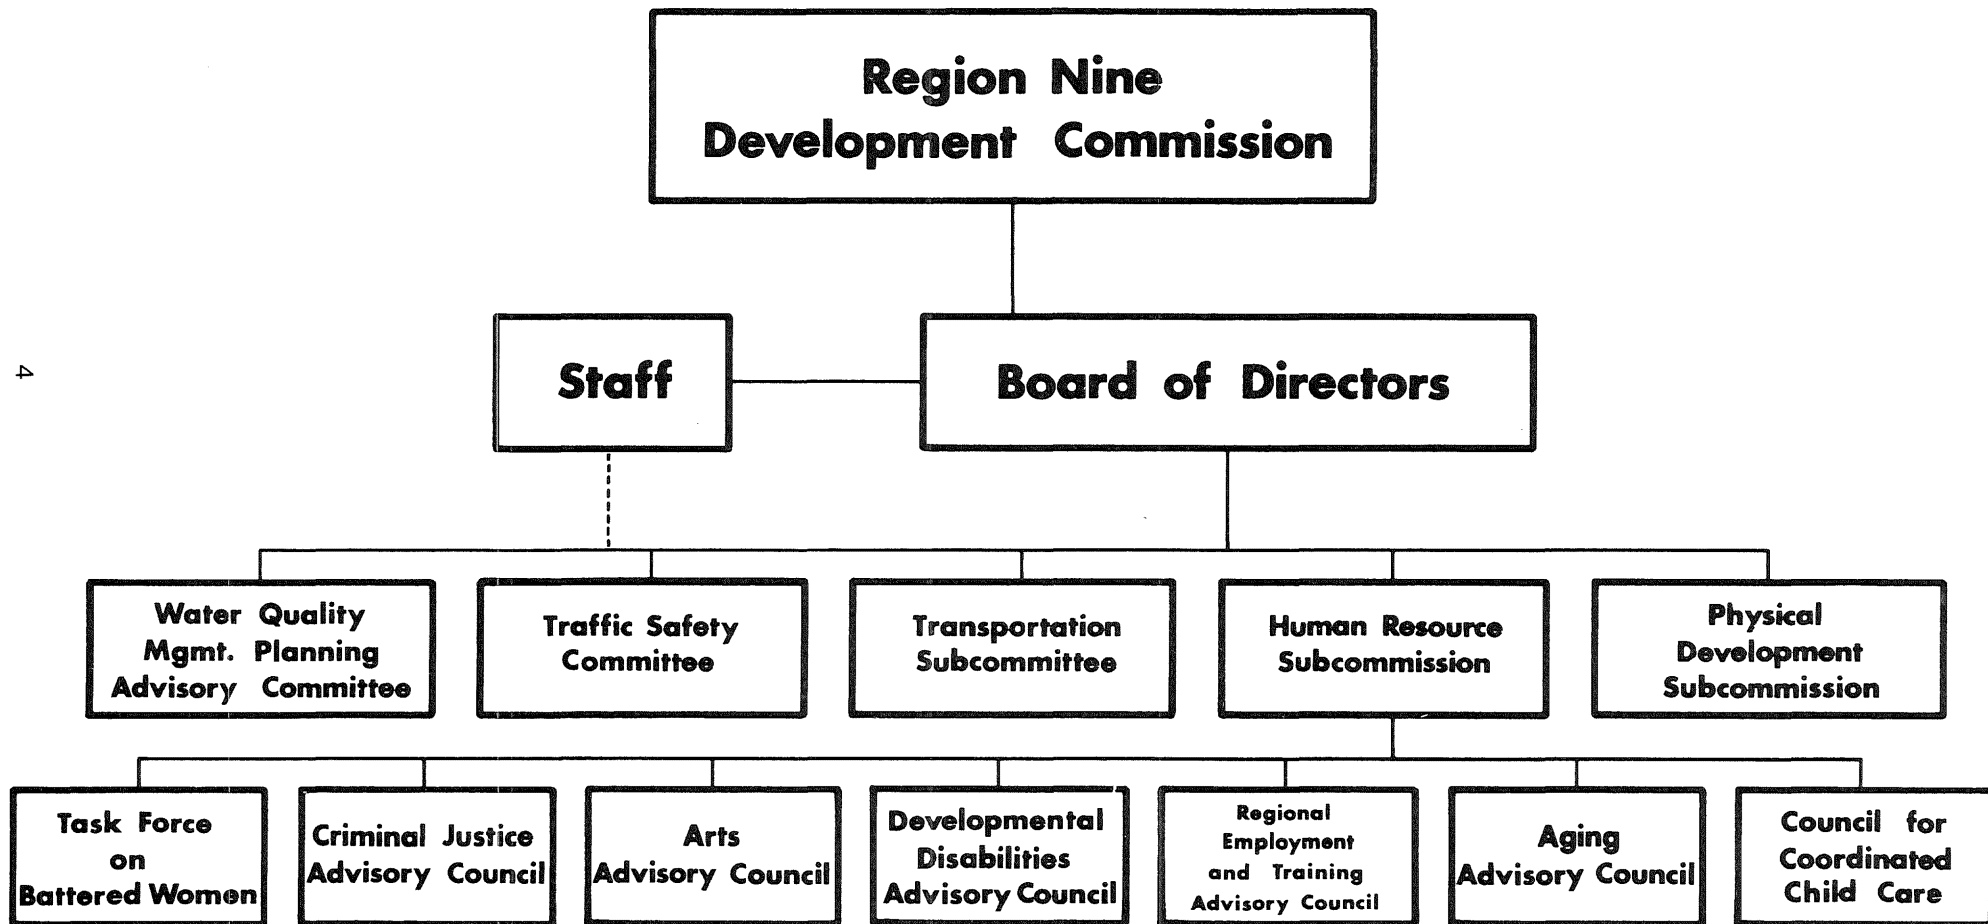 Region Nine
Development Commission
Staff
Board of Directors
4
Water Quality
Mgmt. Planning
Advisory Committee
Traffic Safety
Committee
Transportation
Subcommittee
Human Resource
Subcommission
Physical
Development
Subcommission
Task Force
on
Battered Women
Criminal Justice
Advisory Council
Arts
Advisory Council
Developmental
Disabilities
Advisory Council
Regional
Employment
and Training
Advisory Council
Aging
Advisory Council
Council for
Coordinated
Child Care